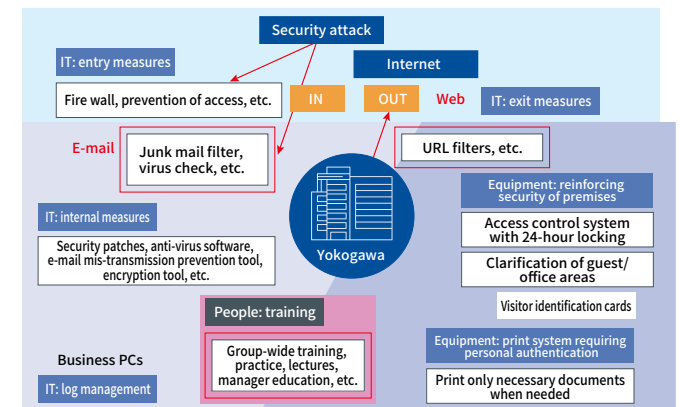 Security attack
IT: entry measures
Internet
Fire wall, prevention of access, etc.
IN
OUT
Web
IT: exit measures
E-mail
Junk mail filter,
virus check, etc.
URL filters, etc.
Equipment: reinforcing
security of premises
IT: internal measures
Access control system
with 24-hour locking
Security patches, anti-virus software,
e-mail mis-transmission prevention tool,
encryption tool, etc.
Yokogawa
Clarification of guest/
office areas
Visitor identification cards
People: training
Equipment: print system requiring
personal authentication
Group-wide training,
practice, lectures,
manager education, etc.
Business PCs
IT: log management
Print only necessary documents
when needed